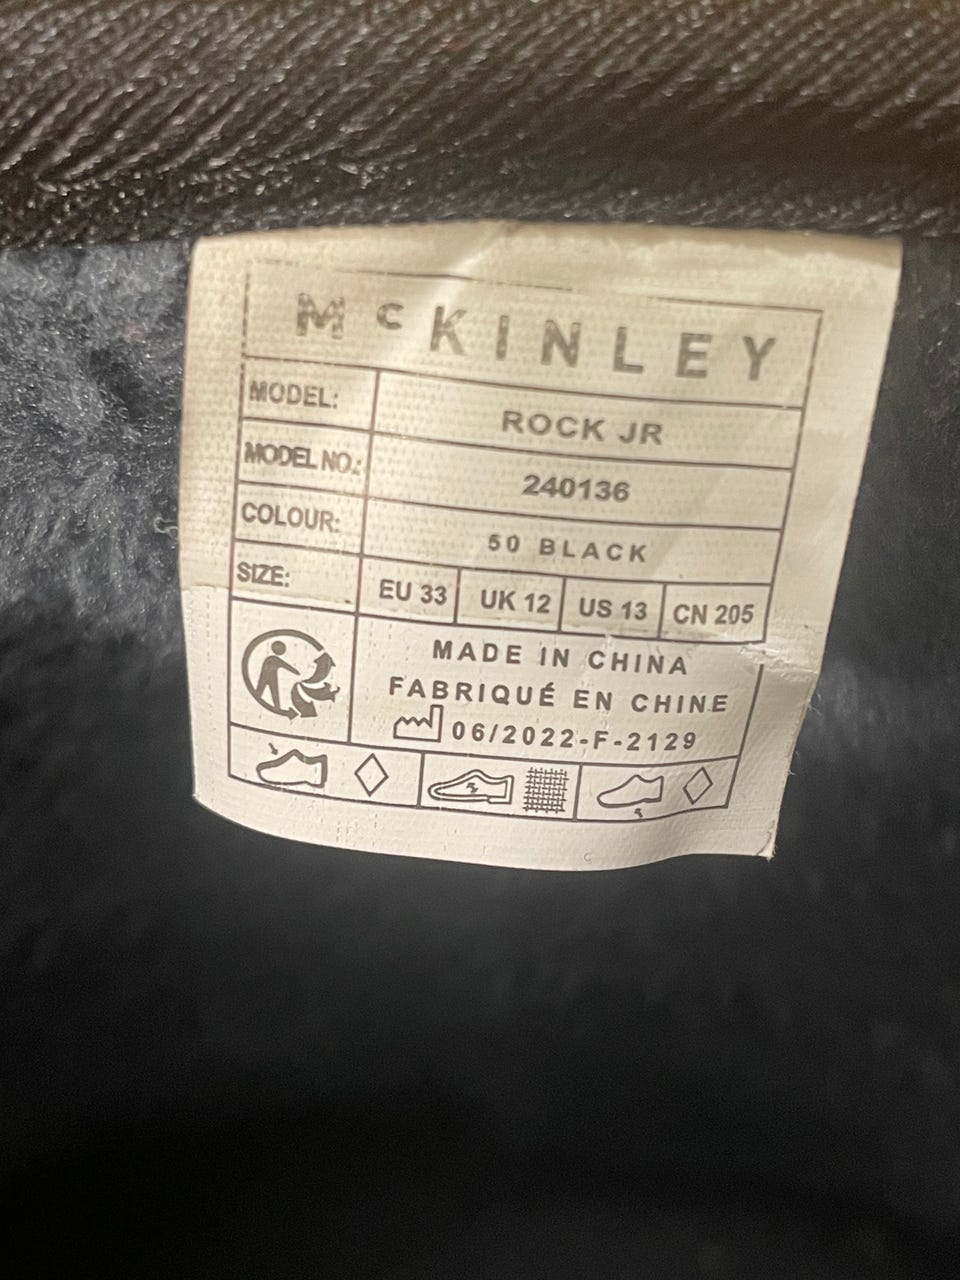 McKINLEY
MODEL: ROCK JR
MODEL NO.: 240136
COLOUR: 50 BLACK
SIZE: EU 33 UK 12 US 13 CN 205
MADE IN CHINA
FABRIQUÉ EN CHINE
06/2022-F-2129